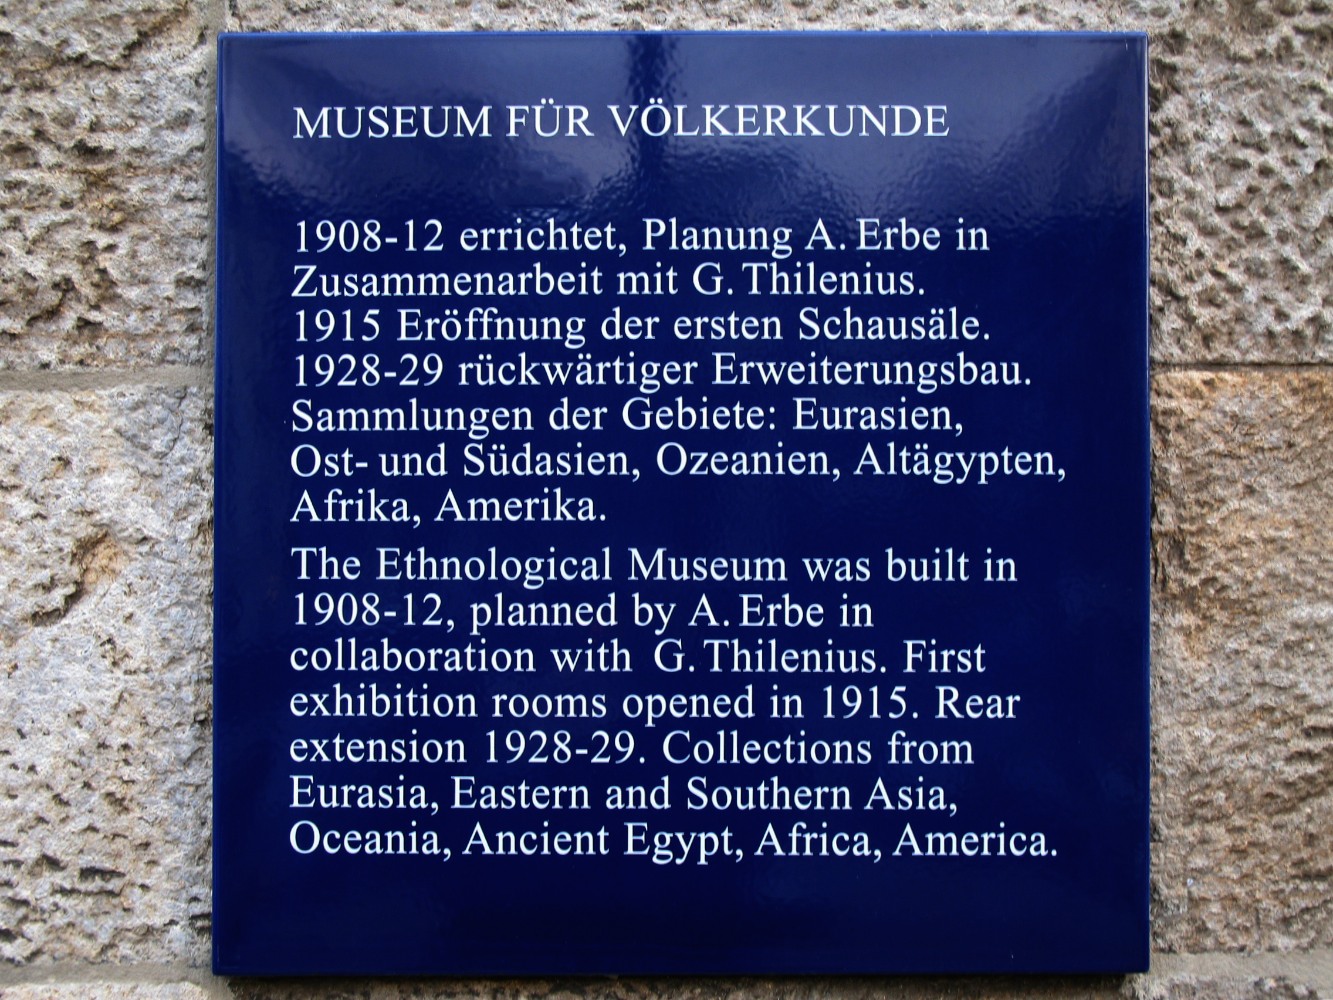 MUSEUM FÜR VÖLKERKUNDE
1908-12 errichtet, Planung A. Erbe in
Zusammenarbeit mit G. Thilenius.
1915 Eröffnung der ersten Schausäle.
1928-29 rückwärtiger Erweiterungsbau.
Sammlungen der Gebiete: Eurasien,
Ost- und Südasien, Ozeanien, Altägypten,
Afrika, Amerika.
The Ethnological Museum was built in
1908-12, planned by A. Erbe in
collaboration with G. Thilenius. First
exhibition rooms opened in 1915. Rear
extension 1928-29. Collections from
Eurasia, Eastern and Southern Asia,
Oceania, Ancient Egypt, Africa, America.